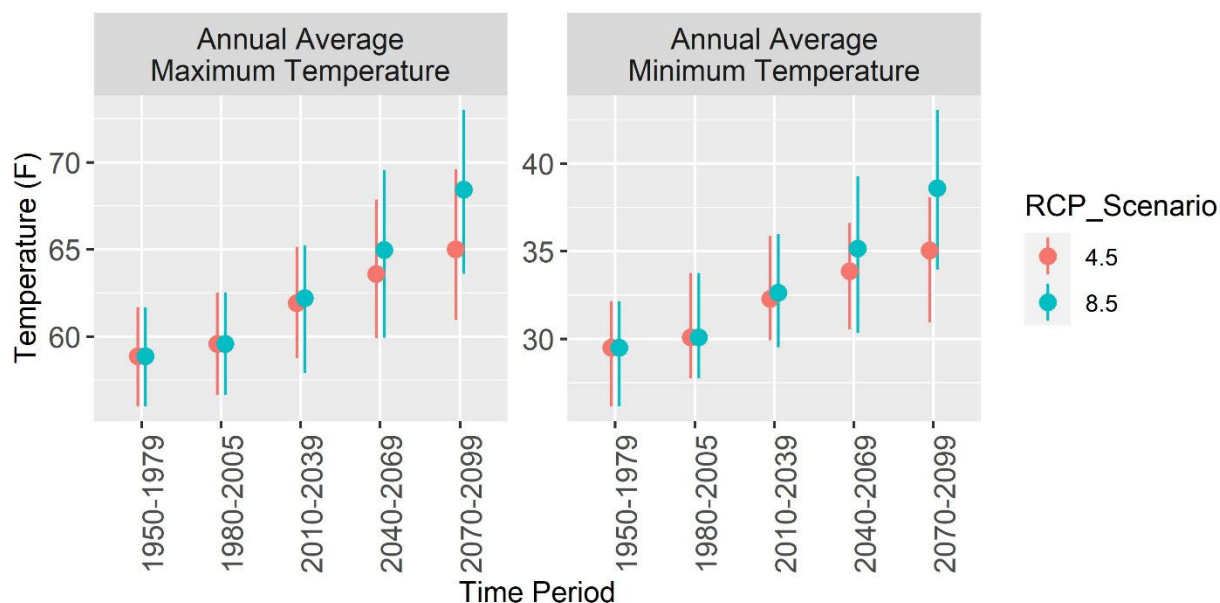 Annual Average
Maximum Temperature
Annual Average
Minimum Temperature
Temperature (F)
70
65
60
40
35
30
1950-1979
1980-2005
2010-2039
2040-2069
2070-2099
1950-1979
1980-2005
2010-2039
2040-2069
2070-2099
Time Period
RCP_Scenario
4.5
8.5